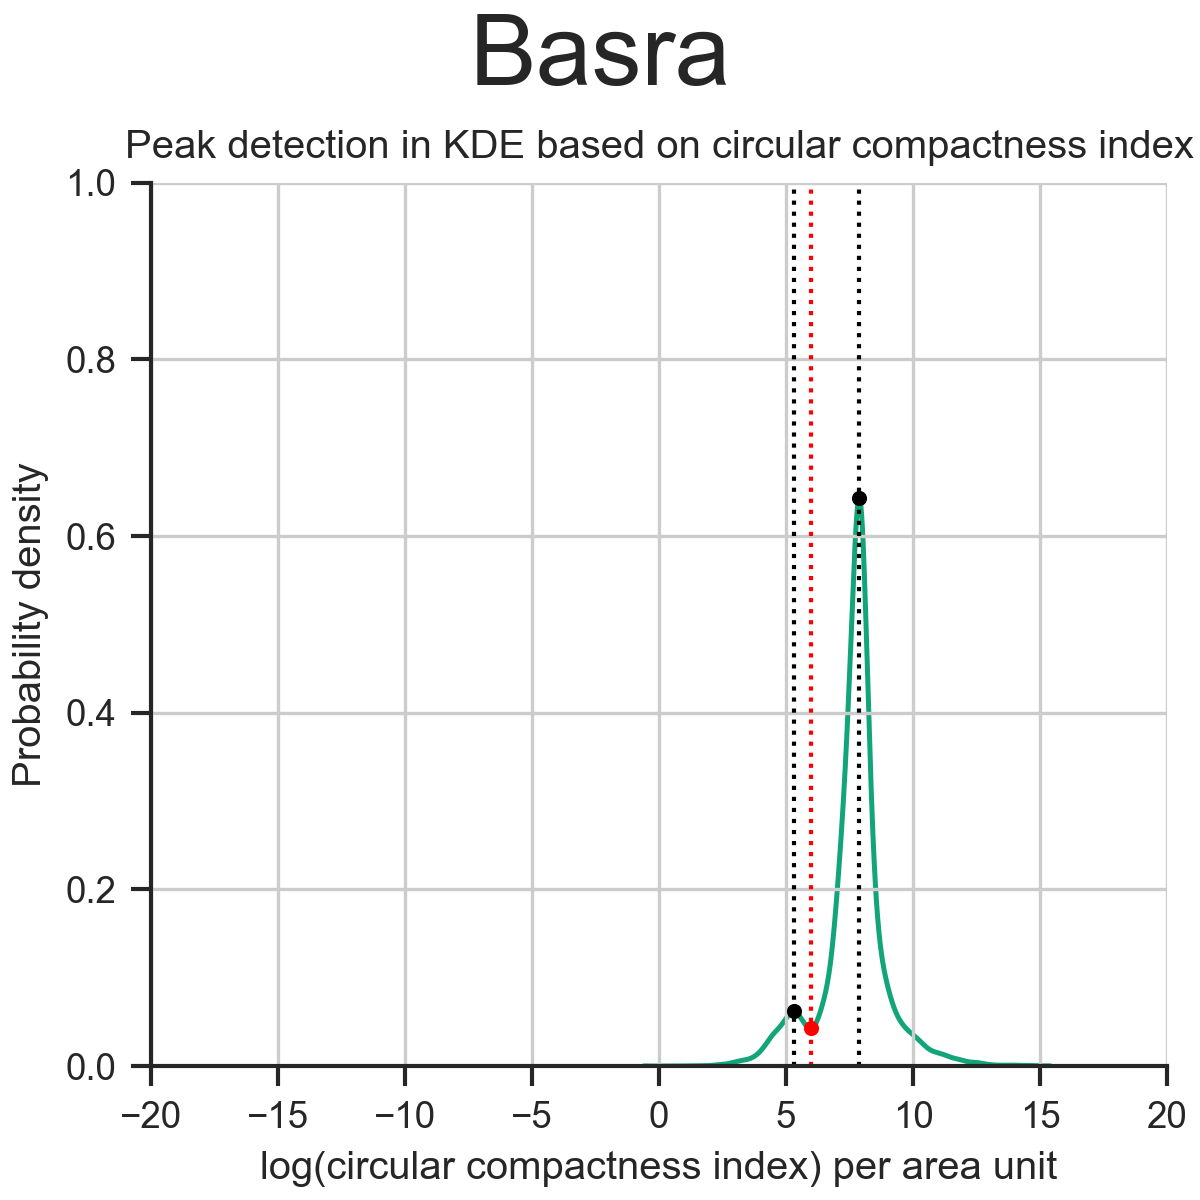 Basra
Peak detection in KDE based on circular compactness index
1.0
0.8
0.6
0.4
0.2
0.0
Probability density
−20 −15 −10 −5 0 5 10 15 20
log(circular compactness index) per area unit